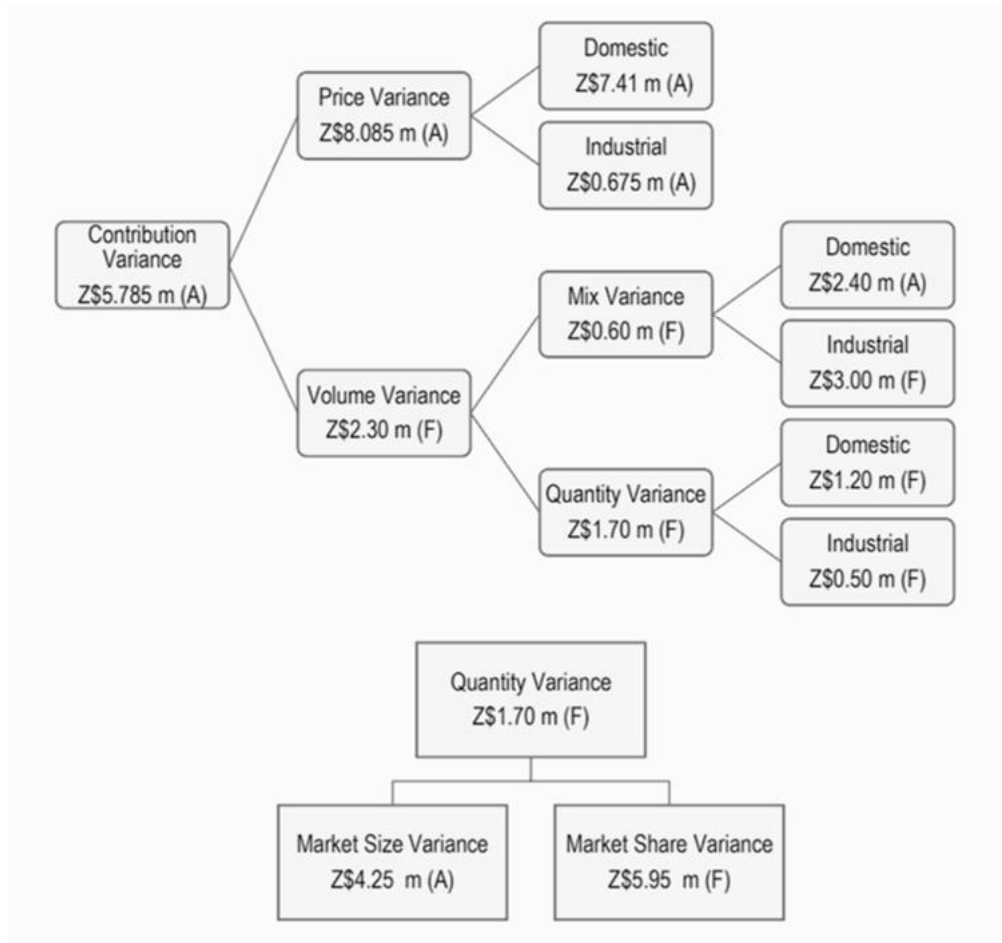 Domestic
Z$7.41 m (A)
Price Variance
Z$8.085 m (A)
Industrial
Z$0.675 m (A)
Contribution
Variance
Z$5.785 m (A)
Domestic
Z$2.40 m (A)
Mix Variance
Z$0.60 m (F)
Industrial
Z$3.00 m (F)
Volume Variance
Z$2.30 m (F)
Domestic
Z$1.20 m (F)
Quantity Variance
Z$1.70 m (F)
Industrial
Z$0.50 m (F)
Quantity Variance
Z$1.70 m (F)
Market Size Variance
Z$4.25 m (A)
Market Share Variance
Z$5.95 m (F)